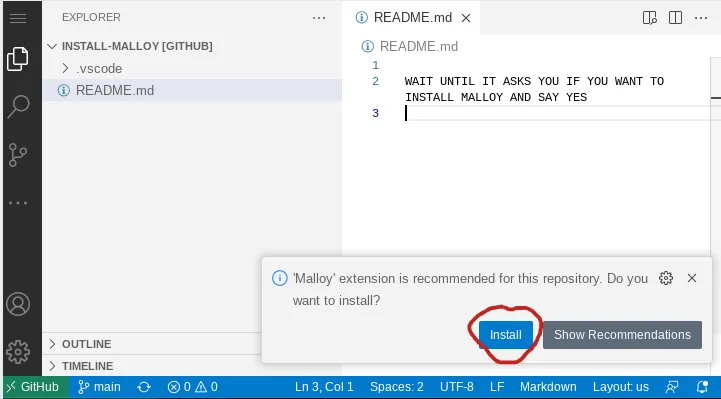 EXPLORER
README.md
INSTALL-MALLOY [GITHUB]
.vscode
README.md
README.md
1
2 WAIT UNTIL IT ASKS YOU IF YOU WANT TO
INSTALL MALLOY AND SAY YES
3
'Malloy' extension is recommended for this repository. Do you
want to install?
Install Show Recommendations
OUTLINE
TIMELINE
GitHub main 0 0 Ln 3, Col 1 Spaces: 2 UTF-8 LF Markdown Layout: us